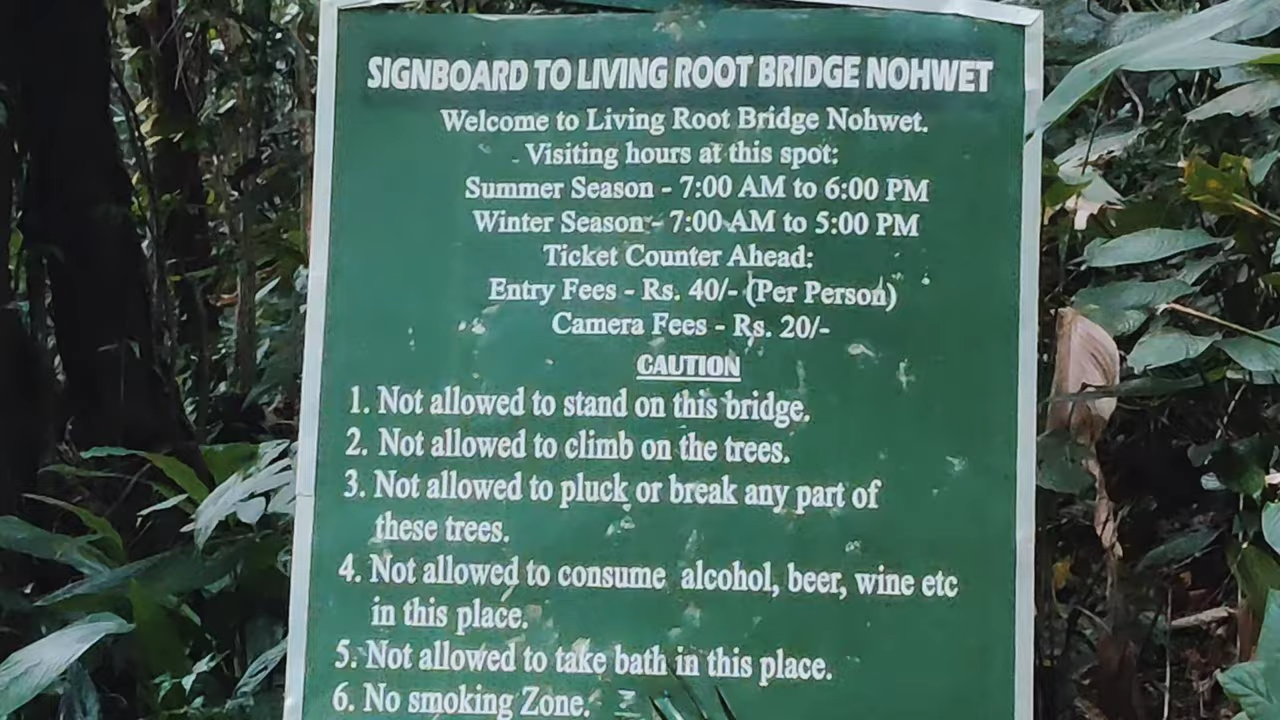 SIGNBOARD TO LIVING ROOT BRIDGE NOHWET
Welcome to Living Root Bridge Nohwet.
Visiting hours at this spot:
Summer Season - 7:00 AM to 6:00 PM
Winter Season - 7:00 AM to 5:00 PM
Ticket Counter Ahead:
Entry Fees - Rs. 40/- (Per Person)
Camera Fees - Rs. 20/-
CAUTION
1. Not allowed to stand on this bridge.
2. Not allowed to climb on the trees.
3. Not allowed to pluck or break any part of
these trees.
4. Not allowed to consume alcohol, beer, wine etc
in this place.
5. Not allowed to take bath in this place.
6. No smoking Zone.